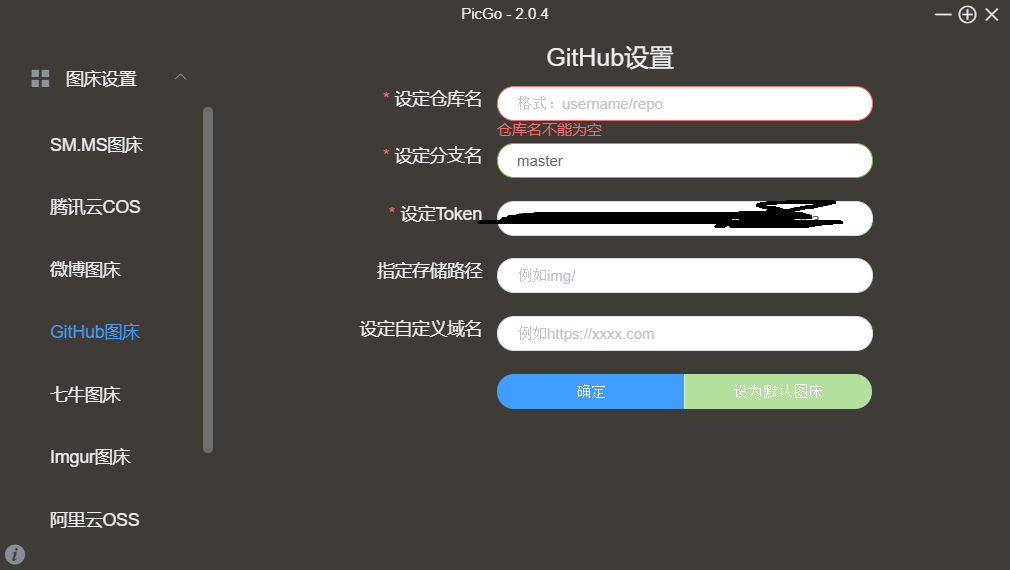 PicGo - 2.0.4
图床设置
SM.MS图床
腾讯云COS
微博图床
GitHub图床
七牛图床
Imgur图床
阿里云OSS
GitHub设置
* 设定仓库名
格式：username/repo
仓库名不能为空
* 设定分支名
master
* 设定Token
指定存储路径
例如img/
设定自定义域名
例如https://xxxx.com
确定
设为默认图床